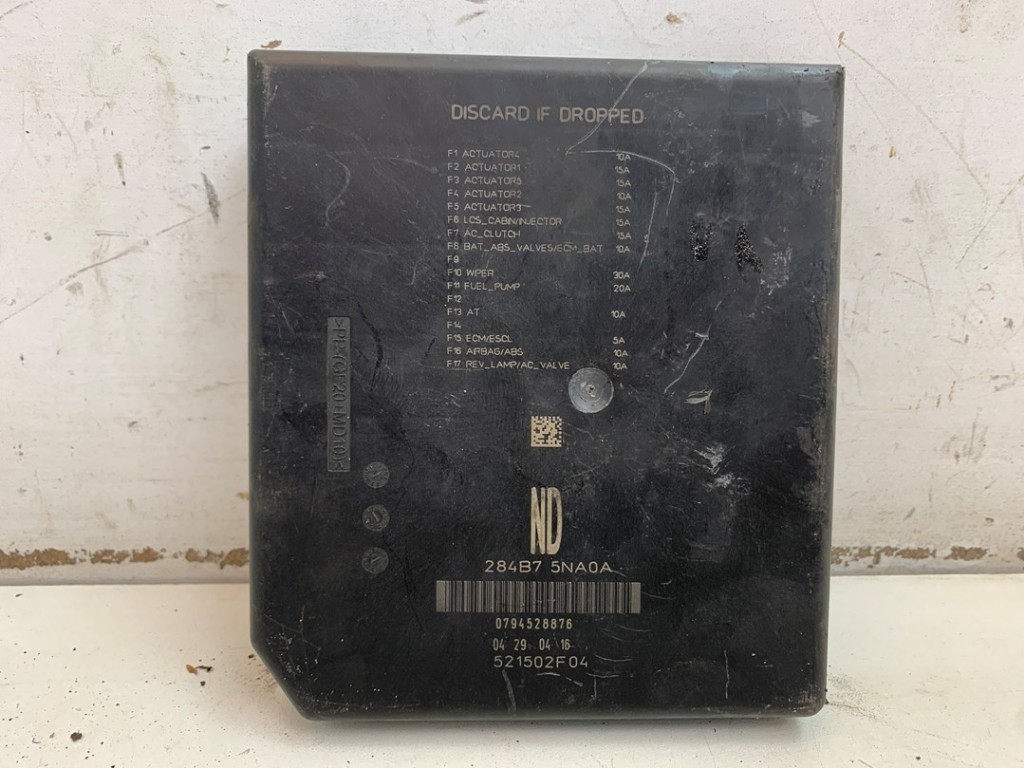 DISCARD IF DROPPED
F1 ACTUATOR4 10A
F2 ACTUATOR1 15A
F3 ACTUATOR5 15A
F4 ACTUATOR2 10A
F5 ACTUATOR3 15A
F6 LCS_CABIN/INJECTOR 15A
F7 AC_CLUTCH 15A
F8 BAT_ABS_VALVES/ECM_BAT 10A
F9
F10 WIPER 30A
F11 FUEL_PUMP 20A
F12
F13 AT 10A
F14
F15 ECM/ESCL 5A
F16 AIRBAG/ABS 10A
F17 REV_LAMP/AC_VALVE 10A
ND
284B7 5NA0A
0794528876
04 29 04 16
521502F04